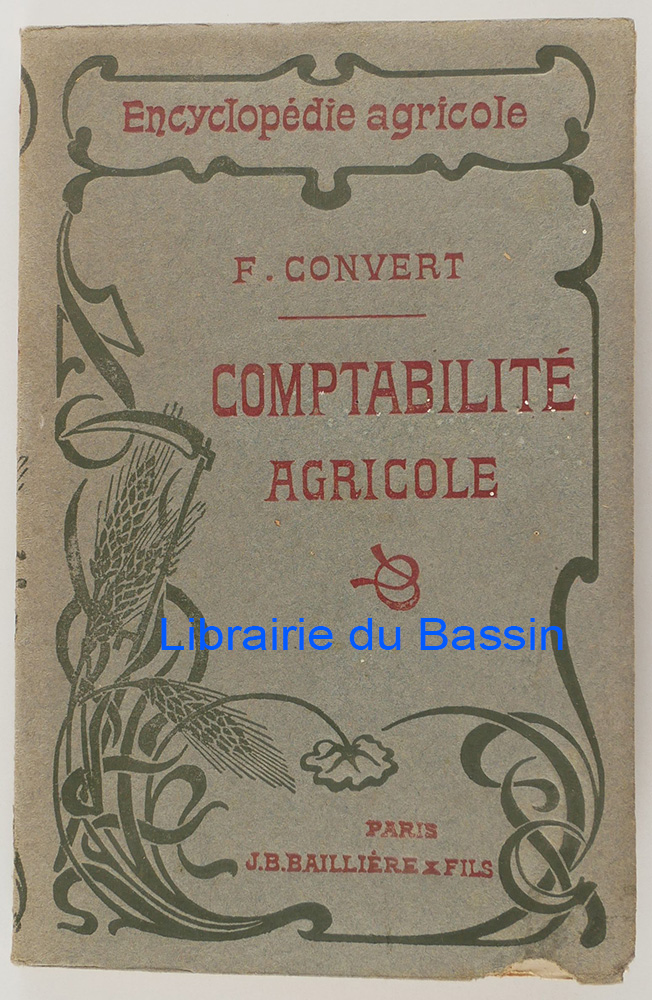 Encyclopédie agricole
F. CONVERT
COMPTABILITÉ
AGRICOLE
Librairie du Bassin
PARIS
J.B.BAILLIÈRE & FILS